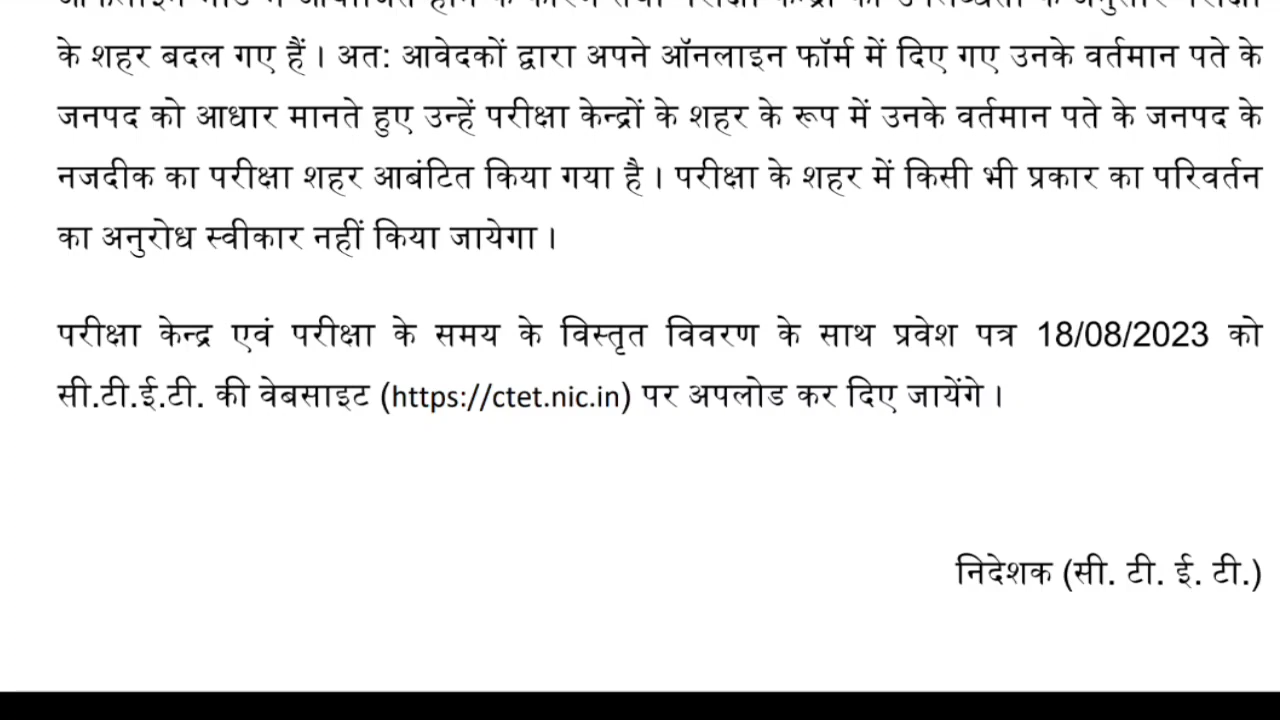 के शहर बदल गए हैं । अत: आवेदकों द्वारा अपने ऑनलाइन फॉर्म में दिए गए उनके वर्तमान पते के
जनपद को आधार मानते हुए उन्हें परीक्षा केन्द्रों के शहर के रूप में उनके वर्तमान पते के जनपद के
नजदीक का परीक्षा शहर आबंटित किया गया है । परीक्षा के शहर में किसी भी प्रकार का परिवर्तन
का अनुरोध स्वीकार नहीं किया जायेगा ।
परीक्षा केन्द्र एवं परीक्षा के समय के विस्तृत विवरण के साथ प्रवेश पत्र 18/08/2023 को
सी.टी.ई.टी. की वेबसाइट (https://ctet.nic.in) पर अपलोड कर दिए जायेंगे ।
निदेशक (सी. टी. ई. टी.)